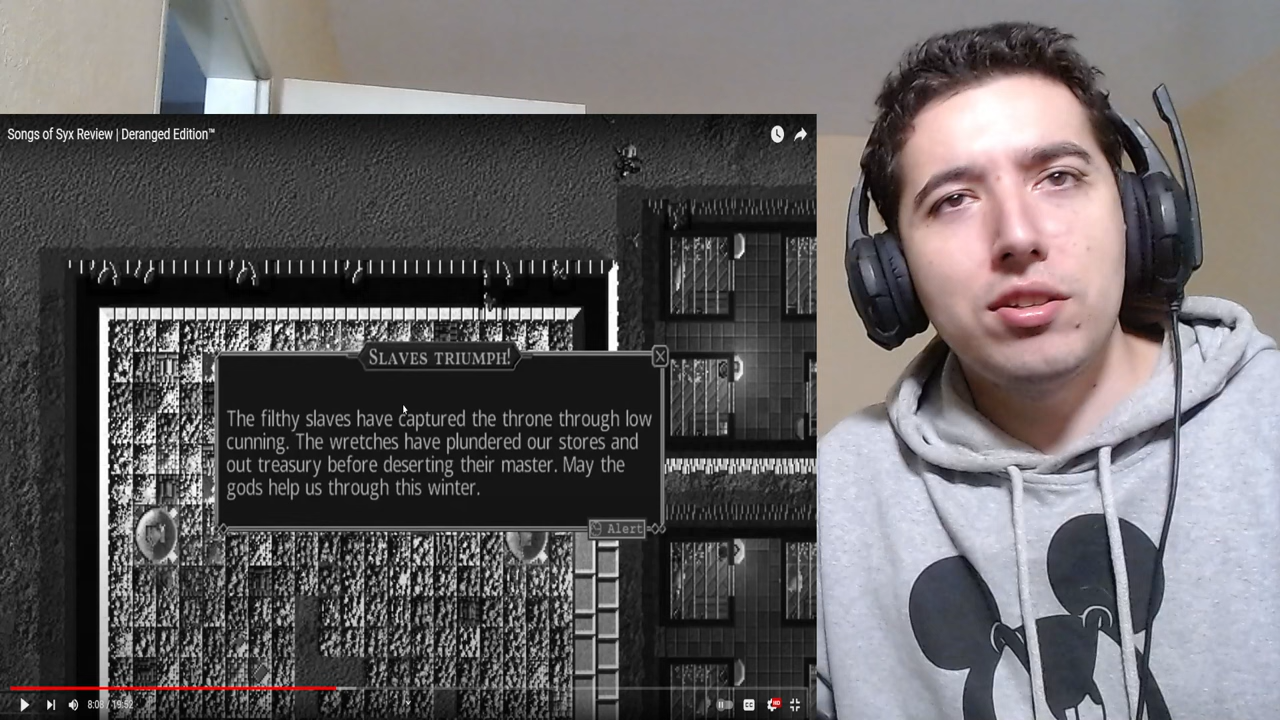 Songs of Syx Review | Deranged Edition™
SLAVES TRIUMPH!
The filthy slaves have captured the throne through low
cunning. The wretches have plundered our stores and
out treasury before deserting their master. May the
gods help us through this winter.
Alert
8:08 / 19:52
CC
HD